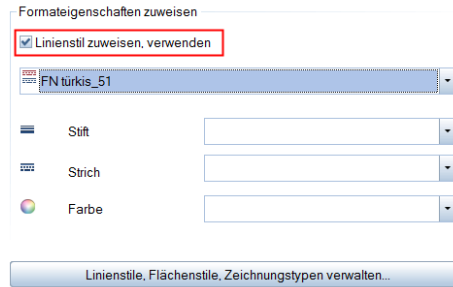 Formateigenschaften zuweisen
Linienstil zuweisen, verwenden
FN türkis_51
Stift
Strich
Farbe
Linienstile, Flächenstile, Zeichnungstypen verwalten...